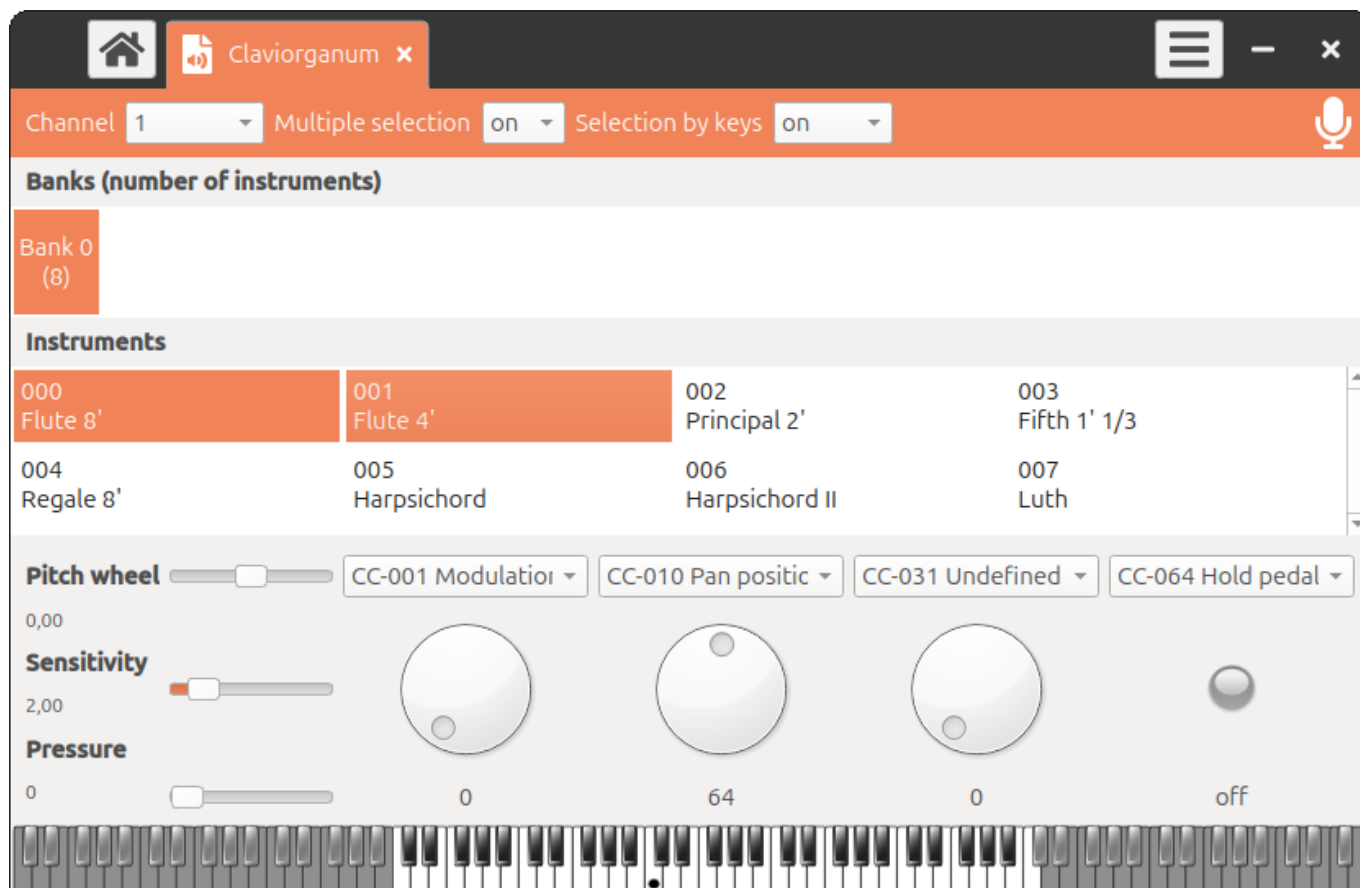 Claviorganum
Channel 1 Multiple selection on Selection by keys on
Banks (number of instruments)
Bank 0
(8)
Instruments
000 001 002 003
Flute 8' Flute 4' Principal 2' Fifth 1' 1/3
004 005 006 007
Regale 8' Harpsichord Harpsichord II Luth
Pitch wheel CC-001 Modulation CC-010 Pan positic CC-031 Undefined CC-064 Hold pedal
0,00
Sensitivity
2,00
Pressure
0 0 64 0 off